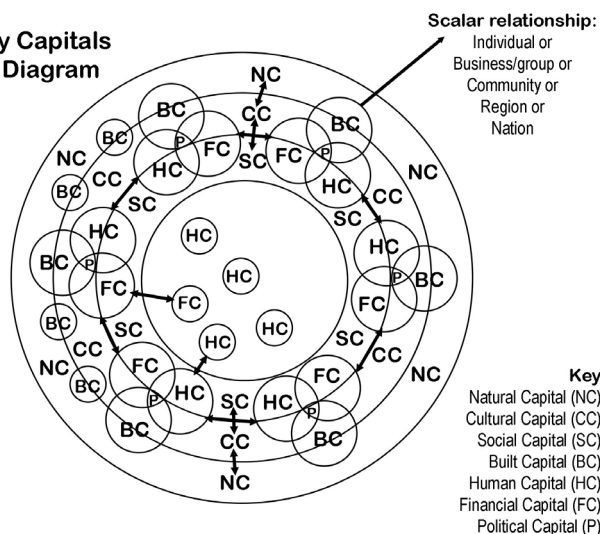 y Capitals
Diagram
Scalar relationship:
Individual or
Business/group or
Community or
Region or
Nation
NC
BC
CC
BC
BC
P
FC
SC
FC
P
NC
HC
NC
CC
HC
BC
SC
CC
SC
HC
HC
HC
BC
P
HC
P
BC
FC
FC
FC
BC
SC
HC
SC
CC
HC
CC
NC
FC
FC
NC
BC
HC
P
SC
HC
P
BC
CC
BC
NC
Key
Natural Capital (NC)
Cultural Capital (CC)
Social Capital (SC)
Built Capital (BC)
Human Capital (HC)
Financial Capital (FC)
Political Capital (P)